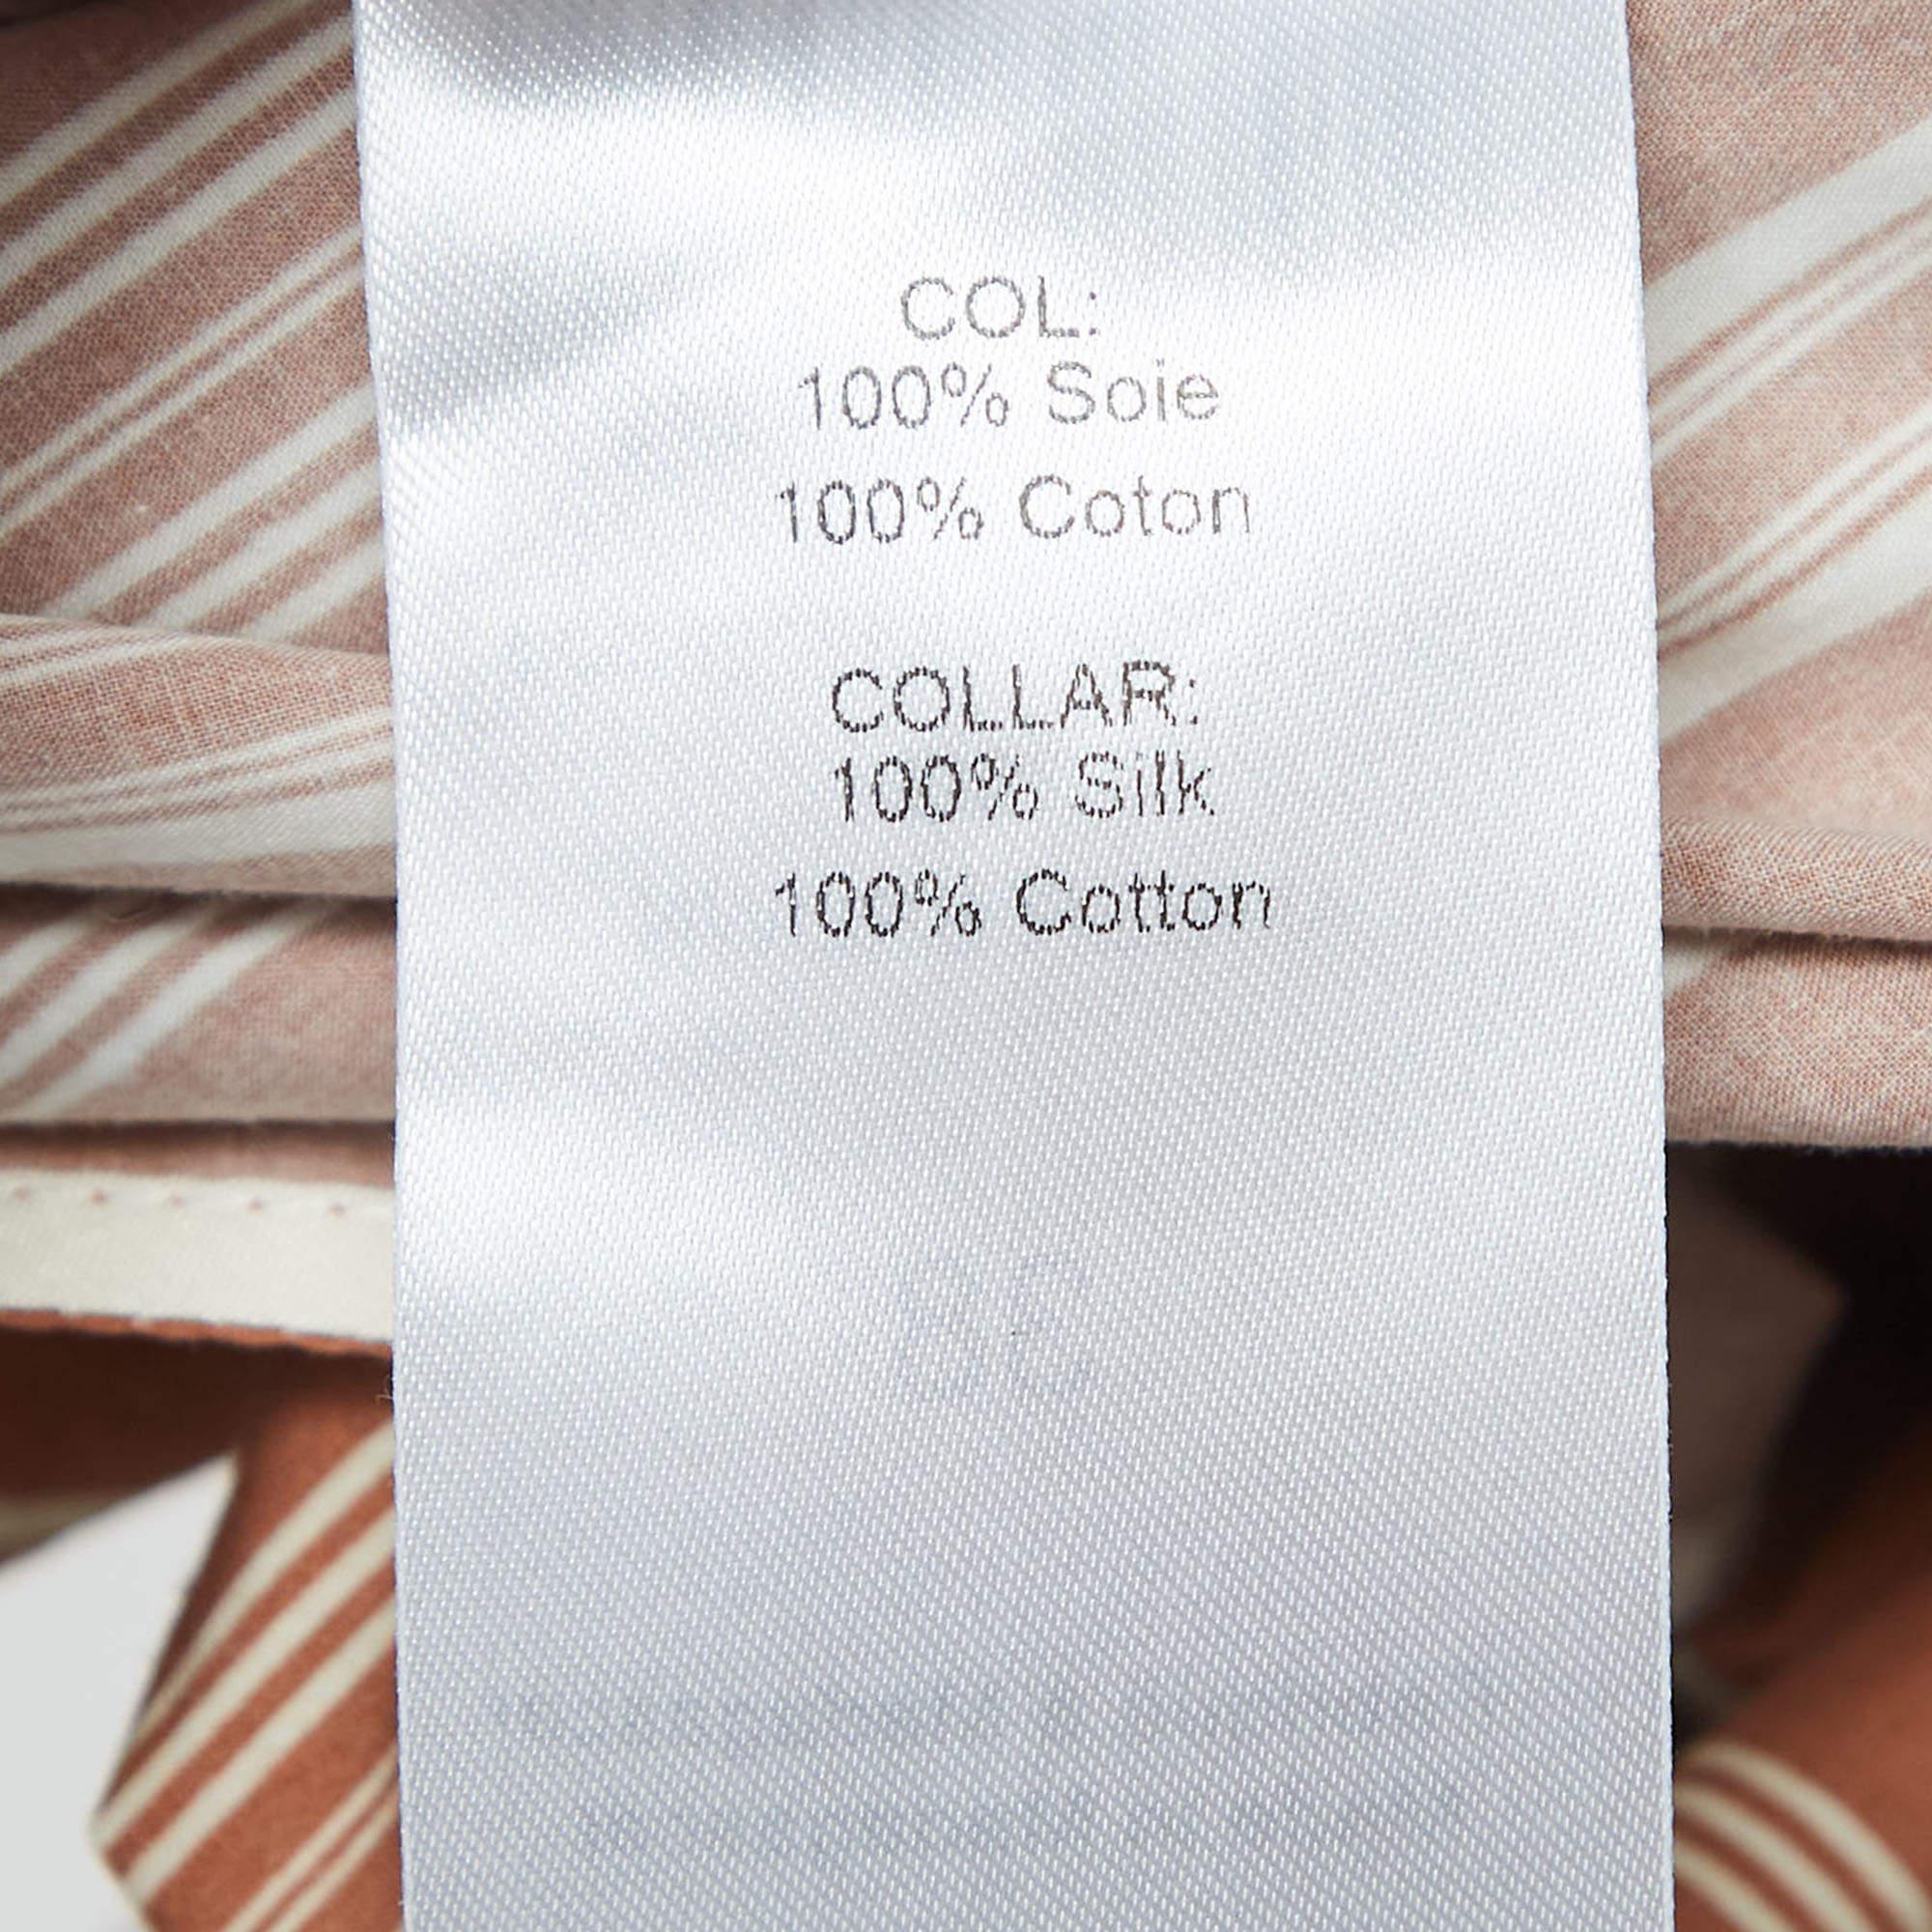 COL:
100% Soie
100% Coton
COLLAR:
100% Silk
100% Cotton